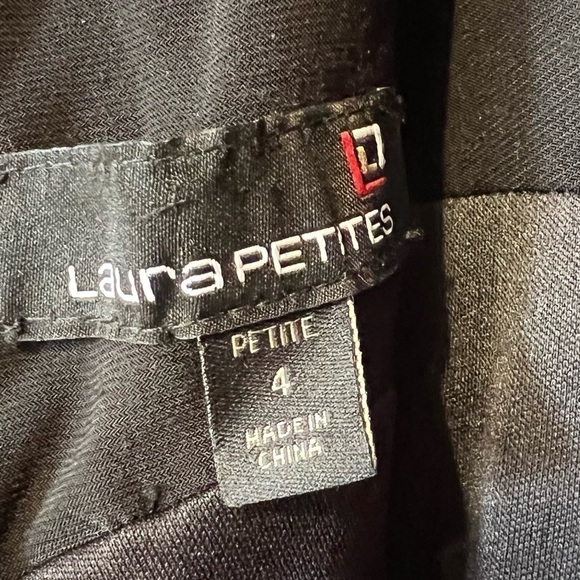 Laura PETITES
PETITE
4
MADE IN
CHINA